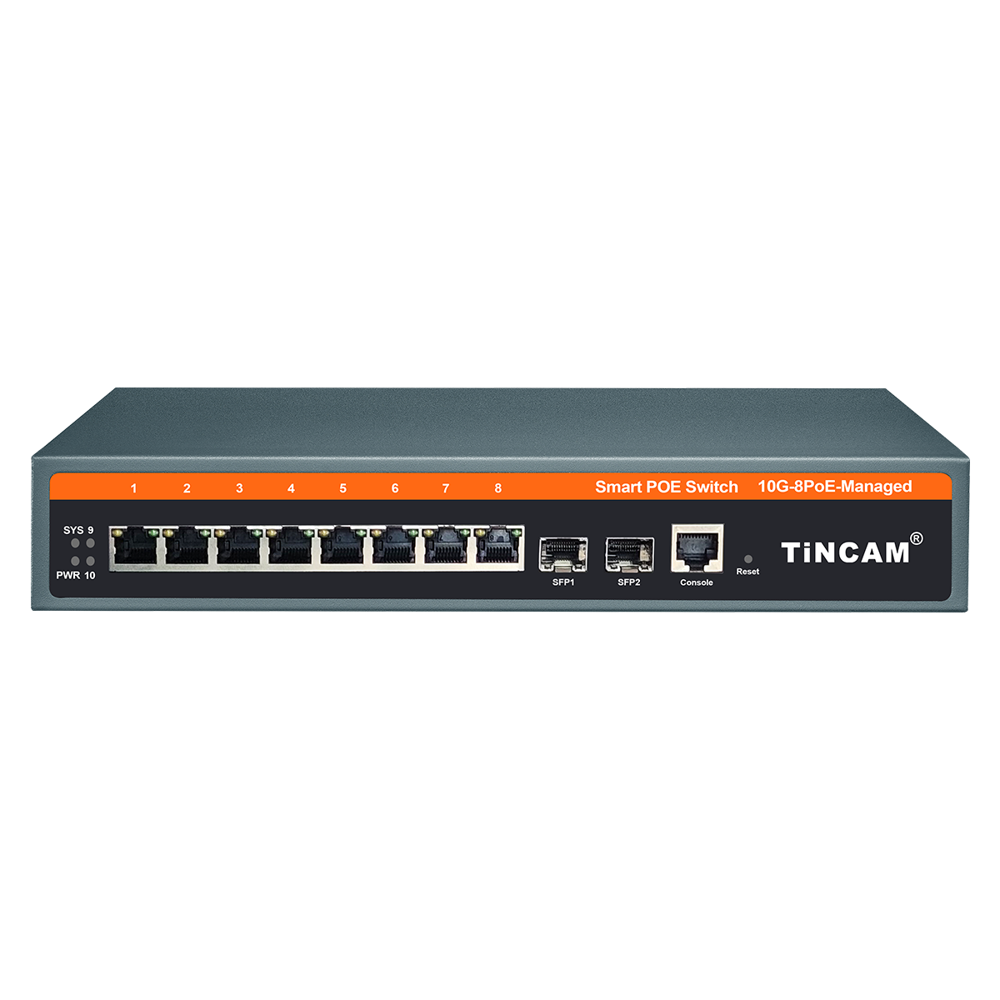 1 2 3 4 5 6 7 8 Smart POE Switch 10G-8PoE-Managed
SYS 9
PWR 10
SFP1 SFP2 Console Reset
TiNCAM®